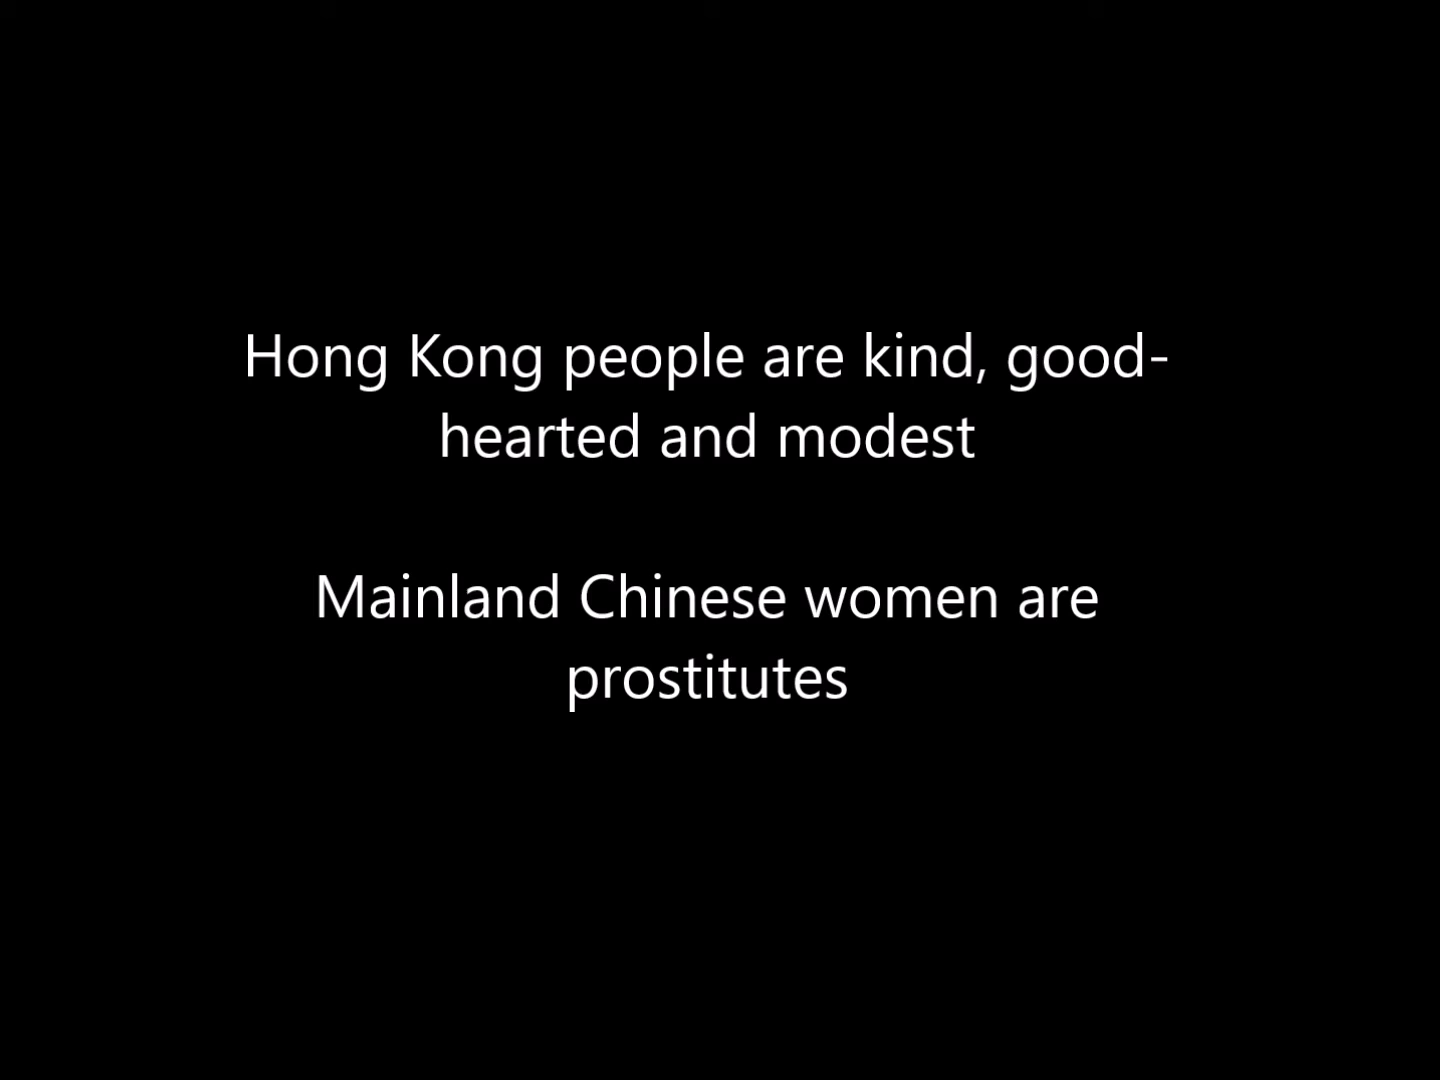 Hong Kong people are kind, good-
hearted and modest
Mainland Chinese women are
prostitutes